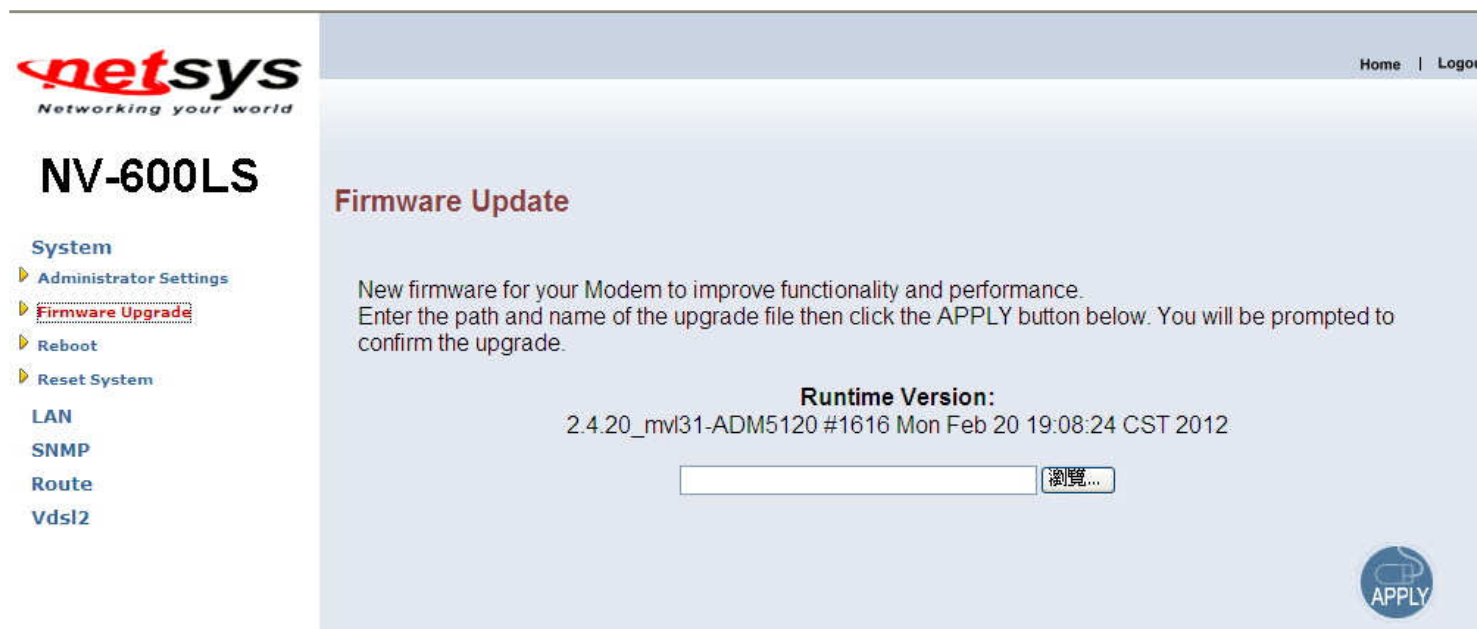 netsys
Networking your world
Home | Logou
NV-600LS
System
Administrator Settings
Firmware Upgrade
Reboot
Reset System
LAN
SNMP
Route
Vdsl2
Firmware Update
New firmware for your Modem to improve functionality and performance.
Enter the path and name of the upgrade file then click the APPLY button below. You will be prompted to
confirm the upgrade.
Runtime Version:
2.4.20_mvl31-ADM5120 #1616 Mon Feb 20 19:08:24 CST 2012
瀏覽...
APPLY